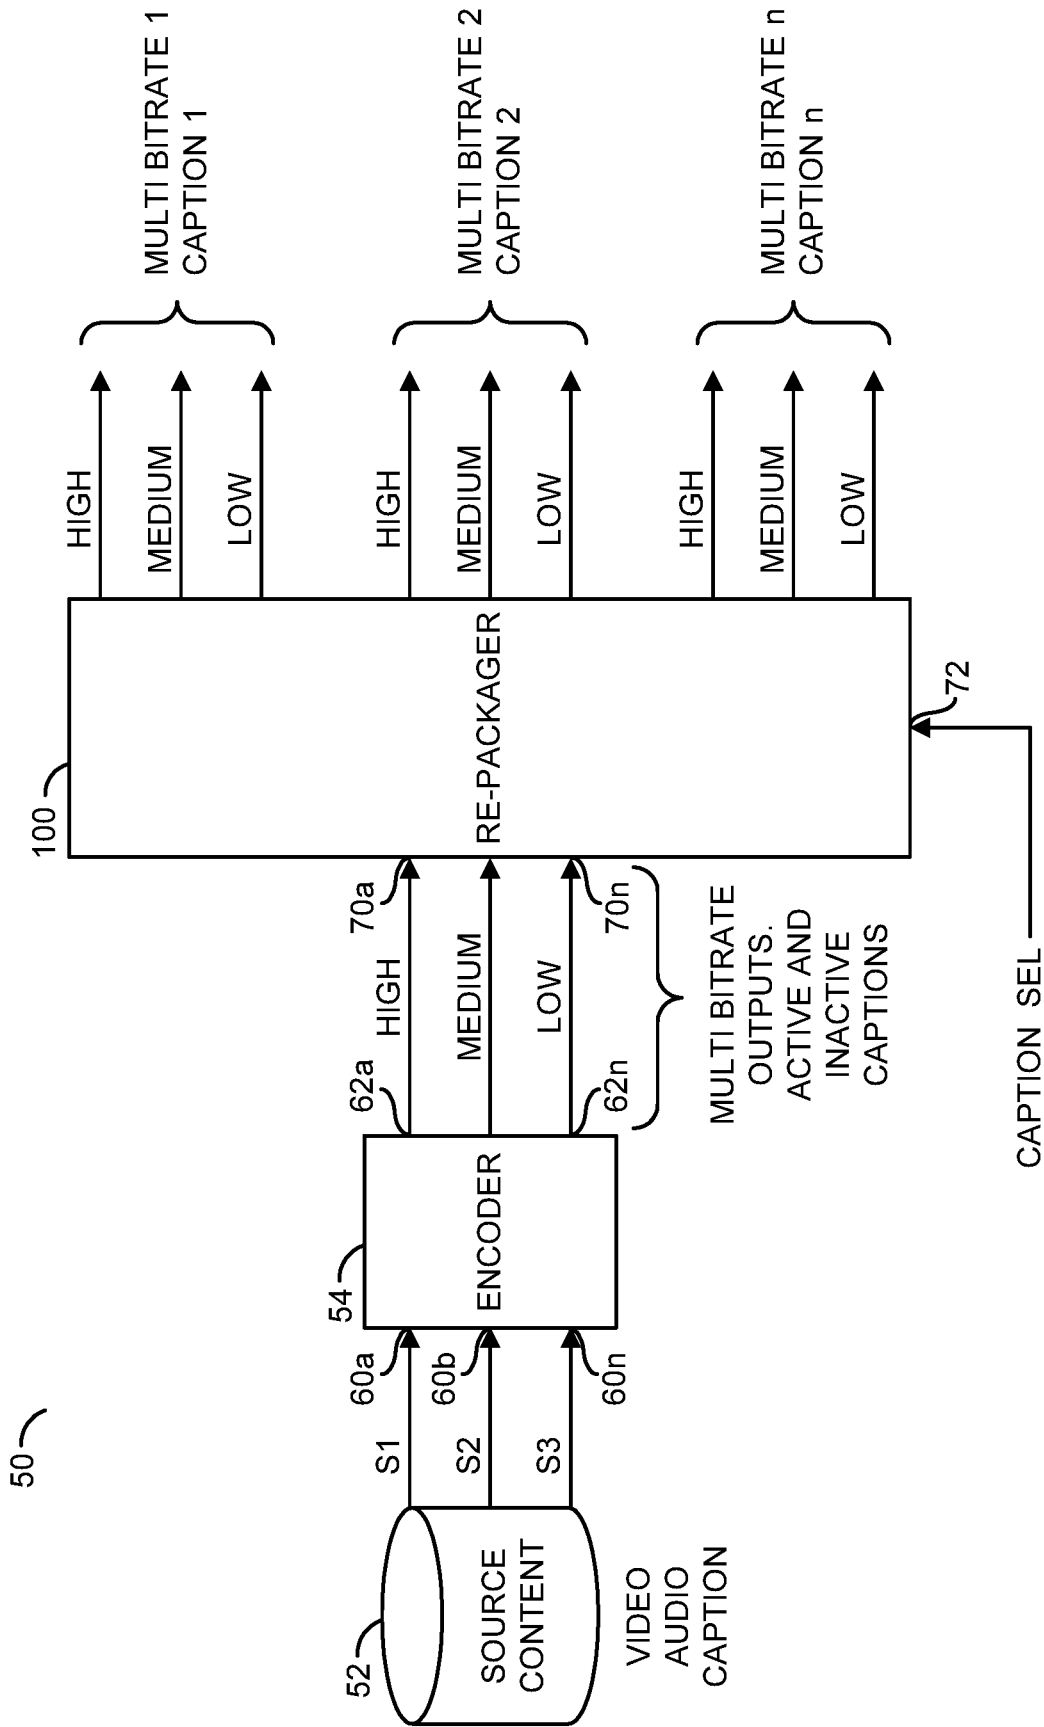 50
52
SOURCE
CONTENT
VIDEO
AUDIO
CAPTION
S1
S2
S3
60a
60b
60n
54
ENCODER
62a
62n
HIGH
MEDIUM
LOW
70a
70n
MULTI BITRATE
OUTPUTS.
ACTIVE AND
INACTIVE
CAPTIONS
100
RE-PACKAGER
72
CAPTION SEL
HIGH
MEDIUM
LOW
MULTI BITRATE 1
CAPTION 1
HIGH
MEDIUM
LOW
MULTI BITRATE 2
CAPTION 2
HIGH
MEDIUM
LOW
MULTI BITRATE n
CAPTION n